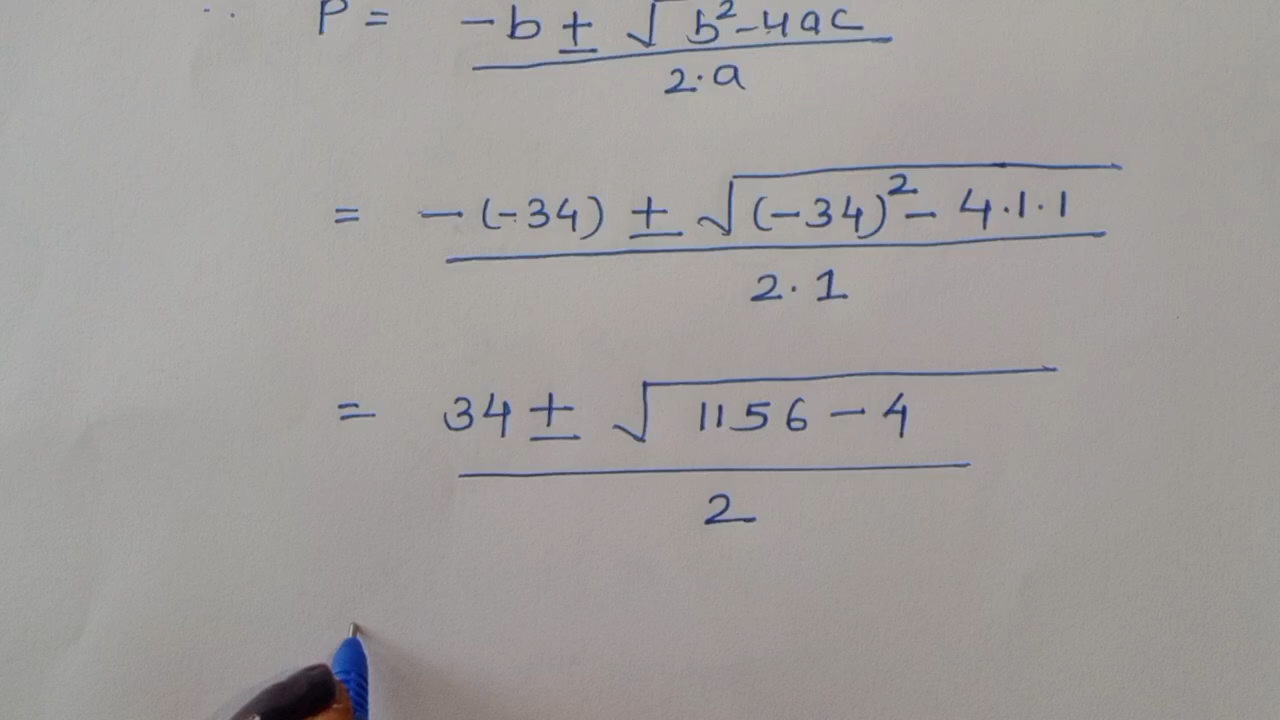 ∴ P = -b ± √b²-4ac
2·a
= -(-34) ± √(-34)² - 4·1·1
2·1
= 34 ± √1156 - 4
2